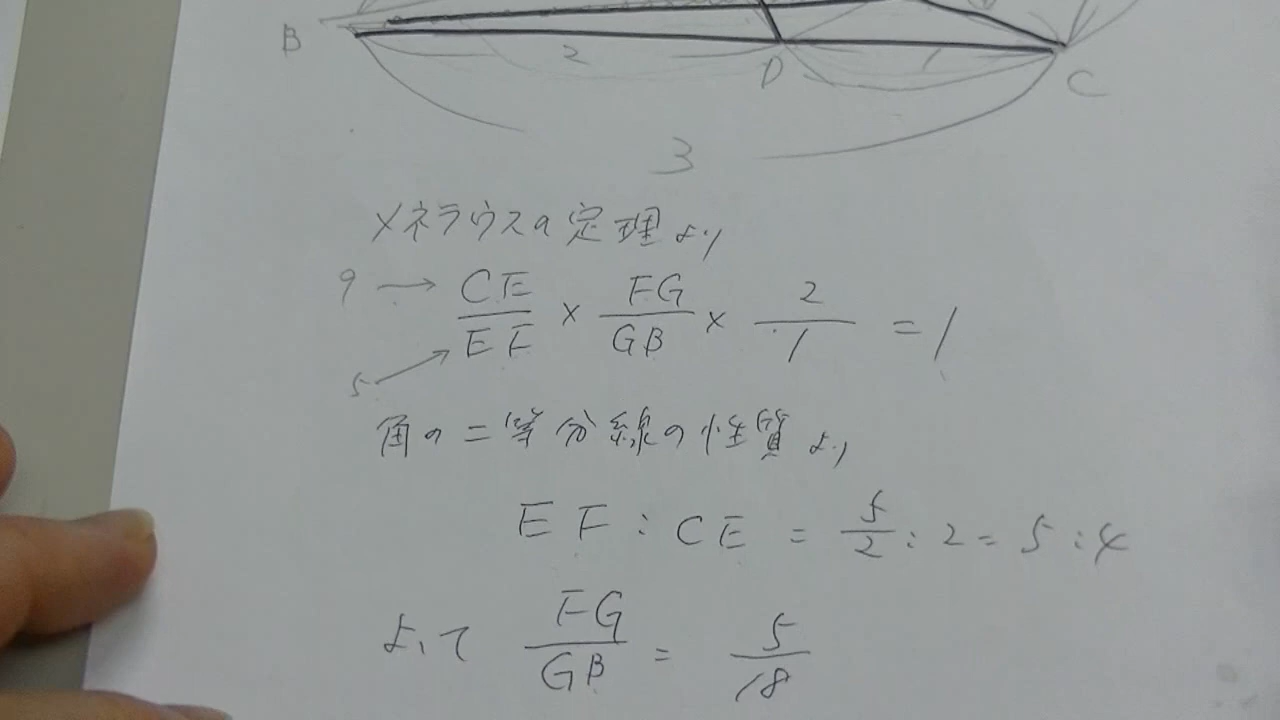 B 2 D 1 C
3
メネラウスの定理より
9 → CE/EF × FG/GB × 2/1 = 1
5 →
角の二等分線の性質より
EF : CE = 5/2 : 2 = 5 : 4
よって FG/GB = 5/18